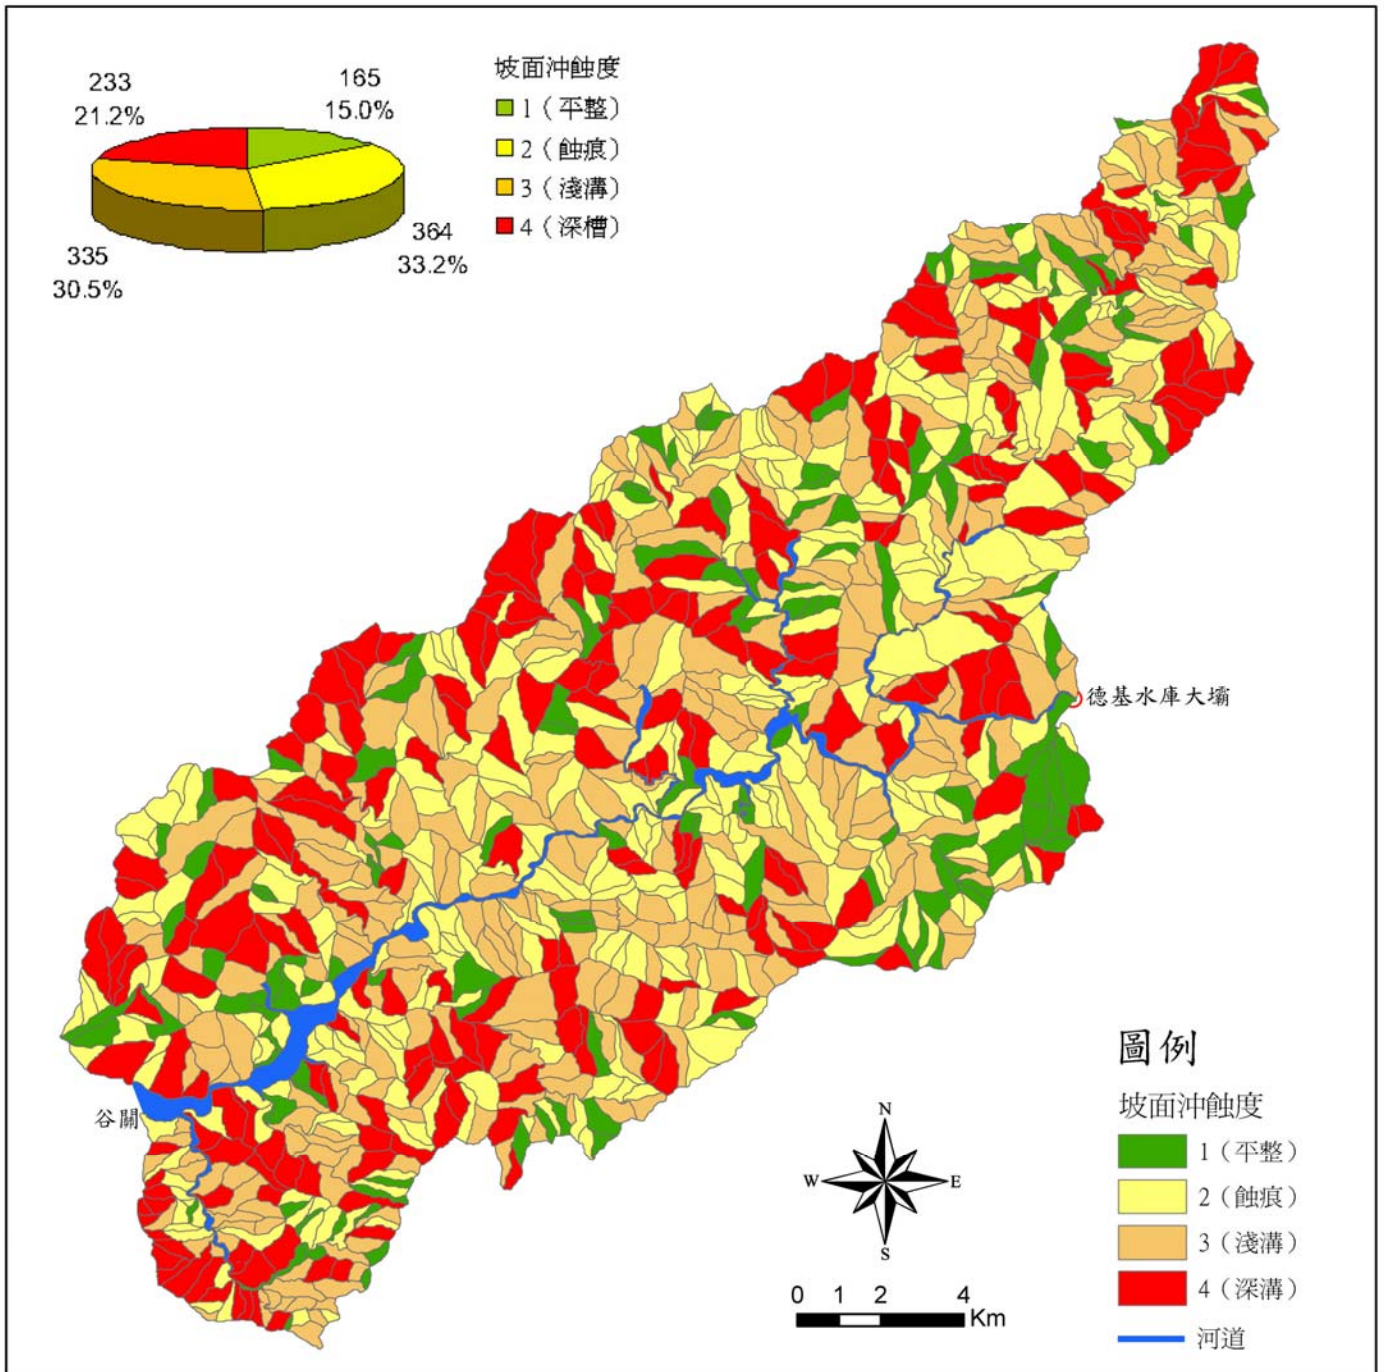 坡面沖蝕度
233
21.2%
165
15.0%
1（平整）
2（蝕痕）
3（淺溝）
4（深槽）
335
30.5%
364
33.2%
德基水庫大壩
谷關
圖例
坡面沖蝕度
1（平整）
2（蝕痕）
3（淺溝）
4（深溝）
河道
N
W
E
S
0 1 2 4
Km